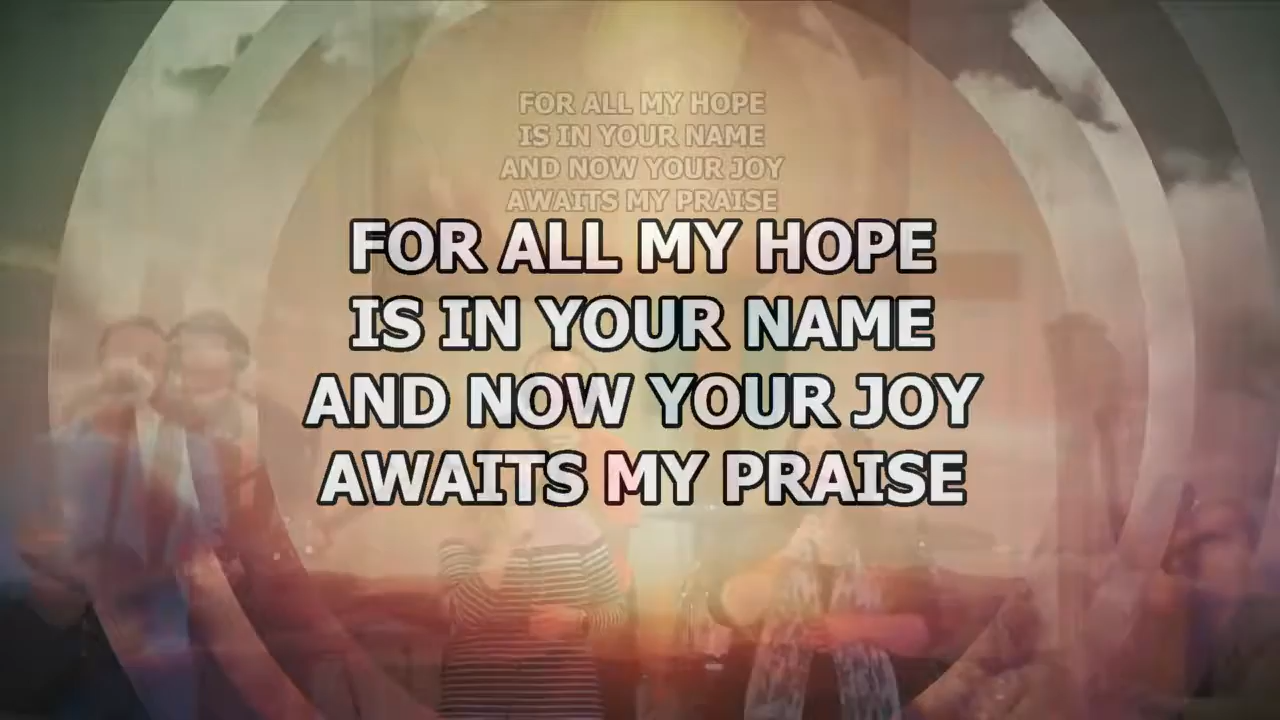 FOR ALL MY HOPE
IS IN YOUR NAME
AND NOW YOUR JOY
AWAITS MY PRAISE
FOR ALL MY HOPE
IS IN YOUR NAME
AND NOW YOUR JOY
AWAITS MY PRAISE